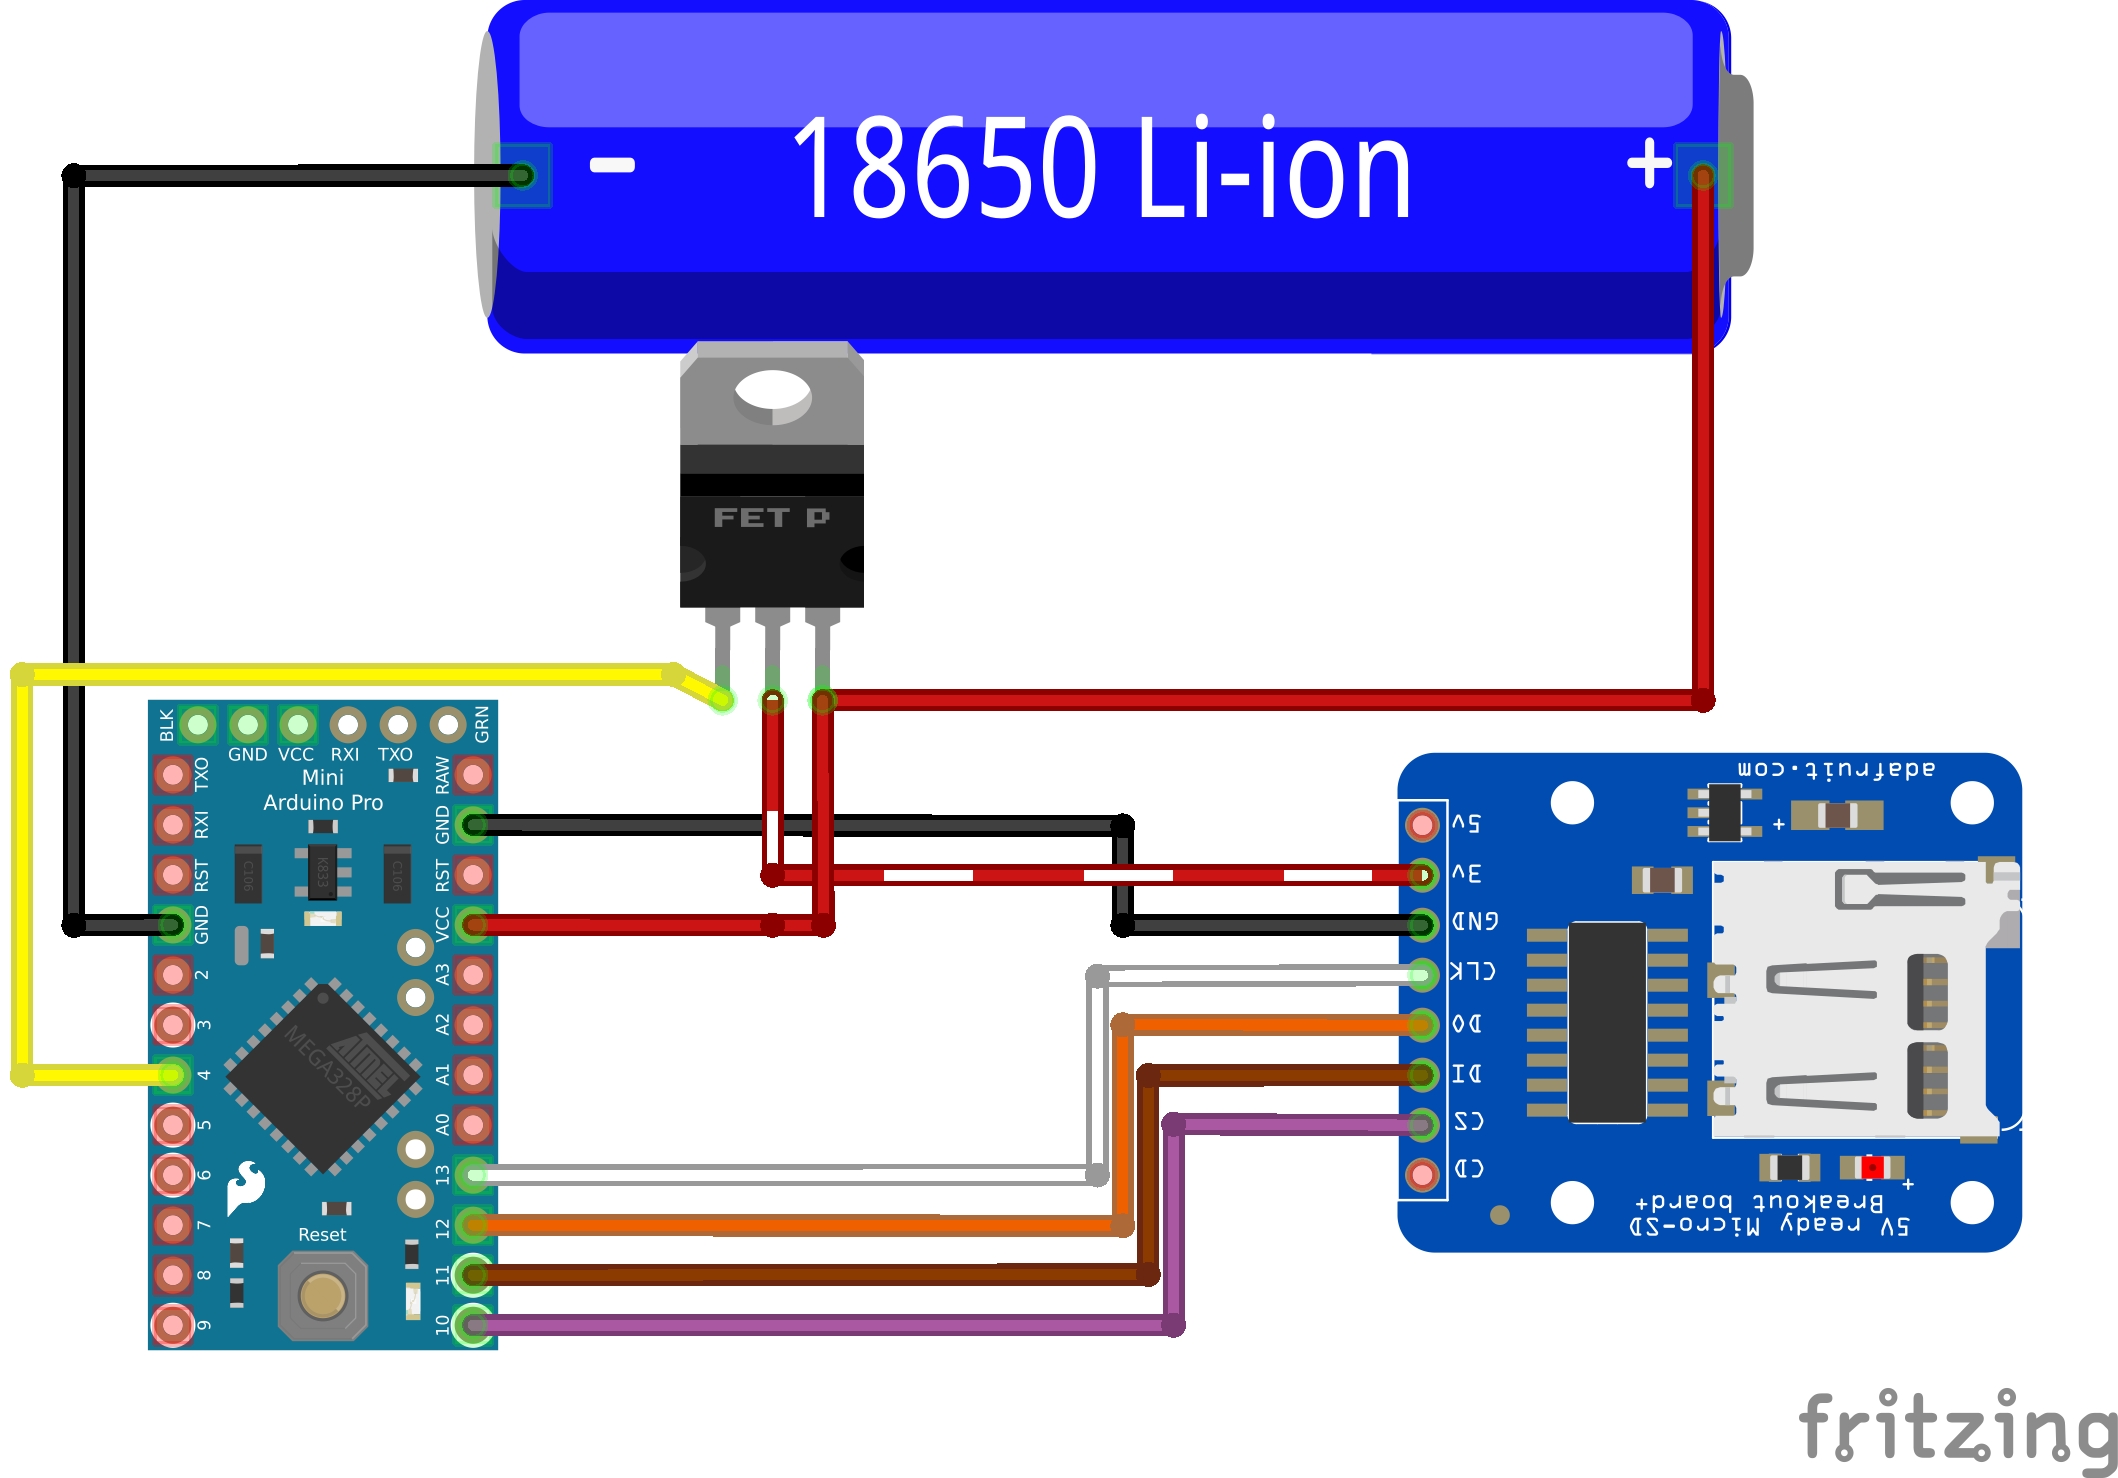 - 18650 Li-ion +
FET P
BLK
GRN
GND VCC RXI TXO
Mini
Arduino Pro
TXO
RXI
RST
GND
2
3
4
5
6
7
8
9
RAW
GND
RST
VCC
A3
A2
A1
A0
13
12
11
10
C106
K833
C106
ATMEL
MEGA328P
Reset
adafruit.com
+
5V
3V
GND
CLK
DO
DI
CS
CD
+
5V ready Micro-SD
Breakout board+
fritzing